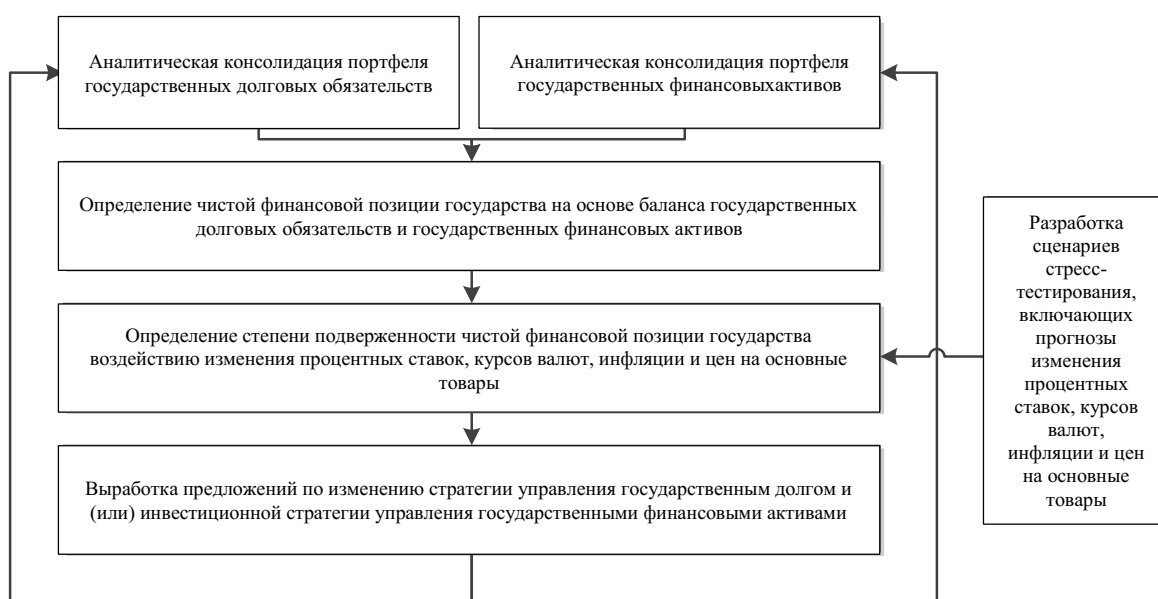 Аналитическая консолидация портфеля
государственных долговых обязательств
Аналитическая консолидация портфеля
государственных финансовыхактивов
Определение чистой финансовой позиции государства на основе баланса государственных
долговых обязательств и государственных финансовых активов
Определение степени подверженности чистой финансовой позиции государства
воздействию изменения процентных ставок, курсов валют, инфляции и цен на основные
товары
Выработка предложений по изменению стратегии управления государственным долгом и
(или) инвестиционной стратегии управления государственными финансовыми активами
Разработка
сценариев
стресс-
тестирования,
включающих
прогнозы
изменения
процентных
ставок, курсов
валют,
инфляции и цен
на основные
товары